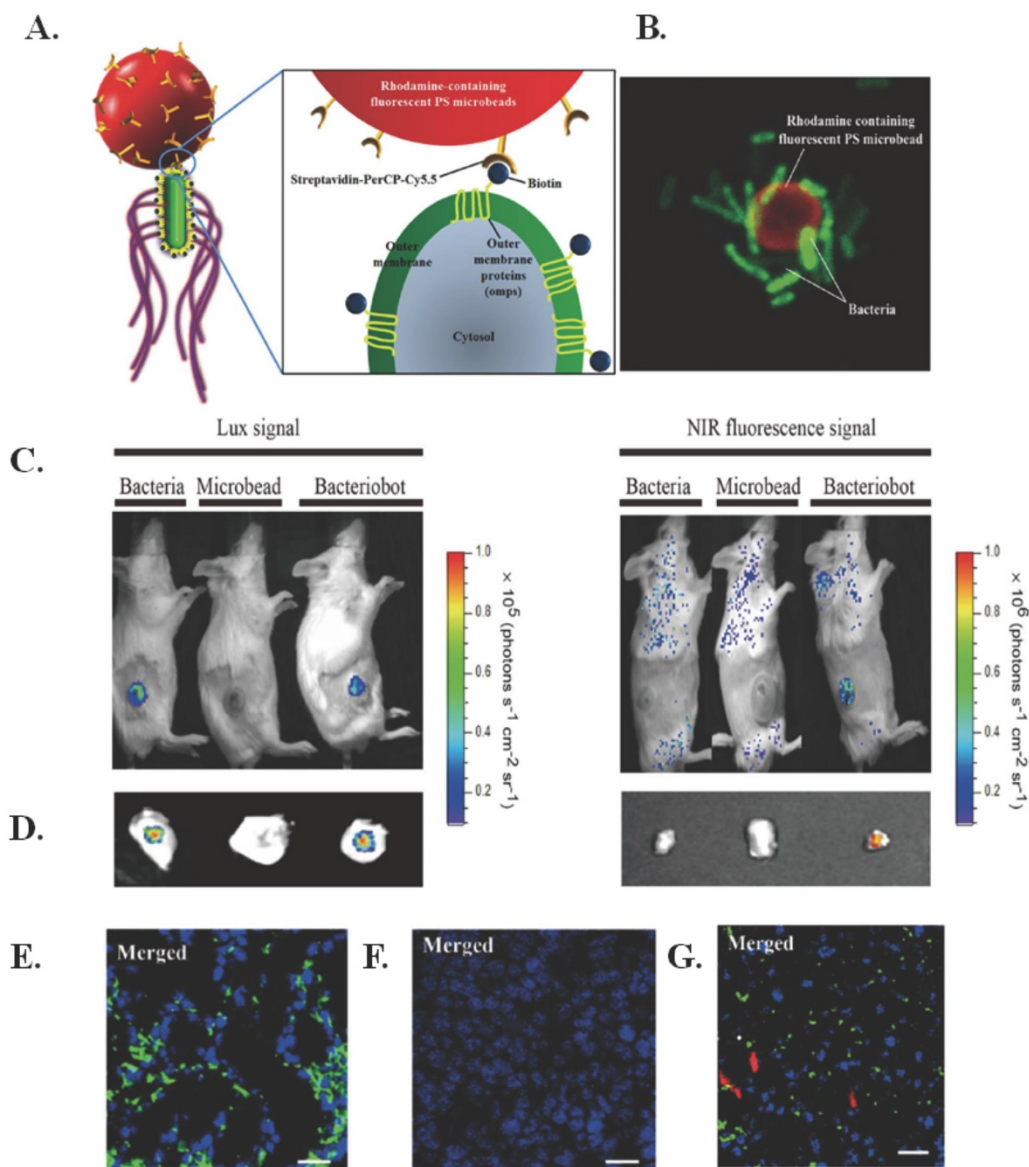 A.
B.
Rhodamine-containing
fluorescent PS microbeads
Streptavidin-PerCP-Cy5.5
Biotin
Outer
membrane
Outer
membrane
proteins
(omps)
Cytosol
Rhodamine containing
fluorescent PS microbead
Bacteria
C.
Lux signal
Bacteria Microbead Bacteriobot
1.0
0.8
0.6
0.4
0.2
× 10⁵ (photons s⁻¹ cm⁻² sr⁻¹)
NIR fluorescence signal
Bacteria Microbead Bacteriobot
1.0
0.8
0.6
0.4
0.2
× 10⁶ (photons s⁻¹ cm⁻² sr⁻¹)
D.
E.
Merged
F.
Merged
G.
Merged